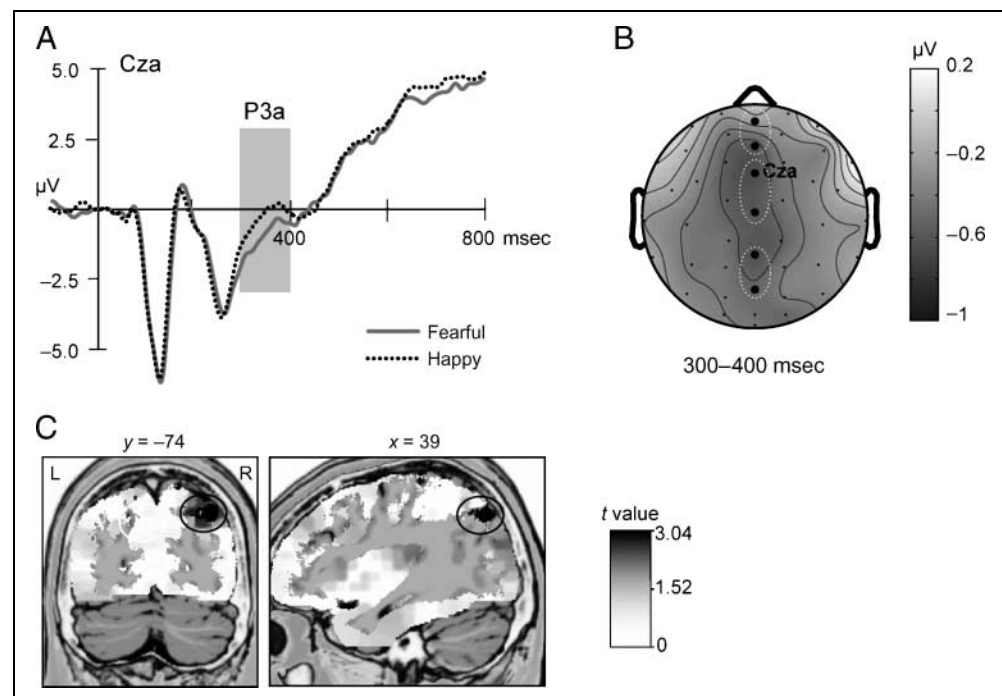 A
Cza
5.0
2.5
µV
−2.5
−5.0
P3a
400
800 msec
Fearful
Happy
B
µV
0.2
−0.2
−0.6
−1
Cza
300–400 msec
C
y = −74
L
R
x = 39
t value
3.04
1.52
0